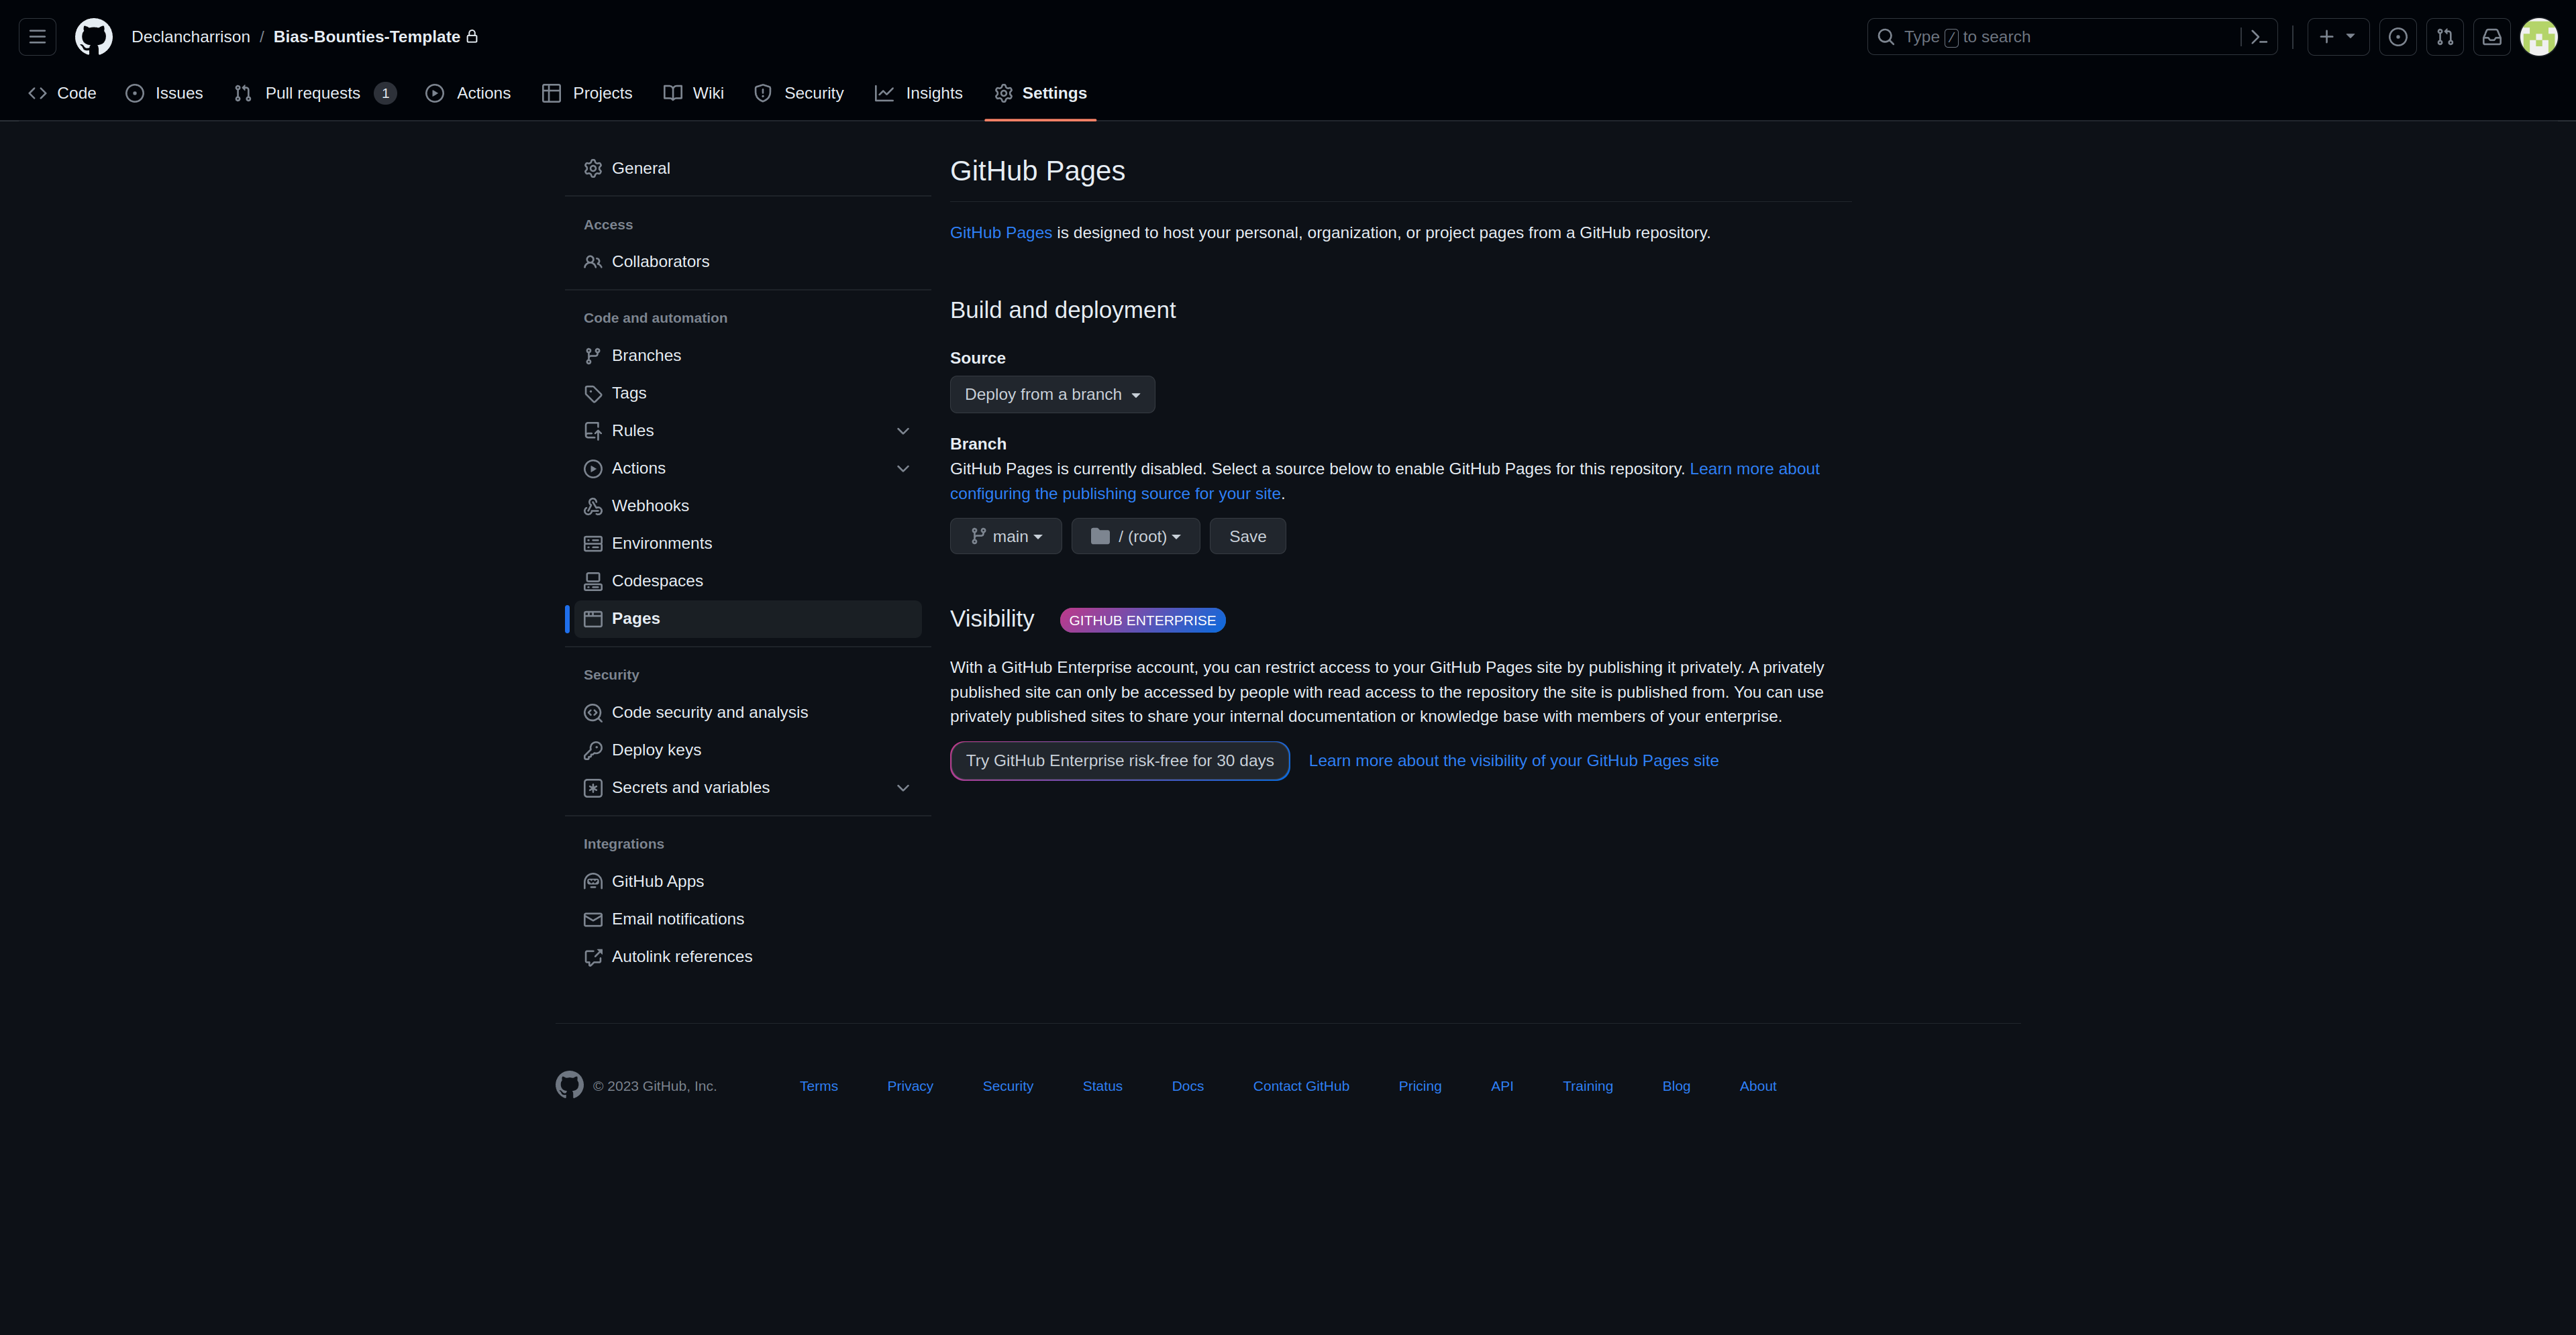 Declancharrison / Bias-Bounties-Template
Type / to search
Code Issues Pull requests 1 Actions Projects Wiki Security Insights Settings
General
Access
Collaborators
Code and automation
Branches
Tags
Rules
Actions
Webhooks
Environments
Codespaces
Pages
Security
Code security and analysis
Deploy keys
Secrets and variables
Integrations
GitHub Apps
Email notifications
Autolink references
GitHub Pages
GitHub Pages is designed to host your personal, organization, or project pages from a GitHub repository.
Build and deployment
Source
Deploy from a branch
Branch
GitHub Pages is currently disabled. Select a source below to enable GitHub Pages for this repository. Learn more about
configuring the publishing source for your site.
main / (root) Save
Visibility GITHUB ENTERPRISE
With a GitHub Enterprise account, you can restrict access to your GitHub Pages site by publishing it privately. A privately
published site can only be accessed by people with read access to the repository the site is published from. You can use
privately published sites to share your internal documentation or knowledge base with members of your enterprise.
Try GitHub Enterprise risk-free for 30 days Learn more about the visibility of your GitHub Pages site
© 2023 GitHub, Inc. Terms Privacy Security Status Docs Contact GitHub Pricing API Training Blog About